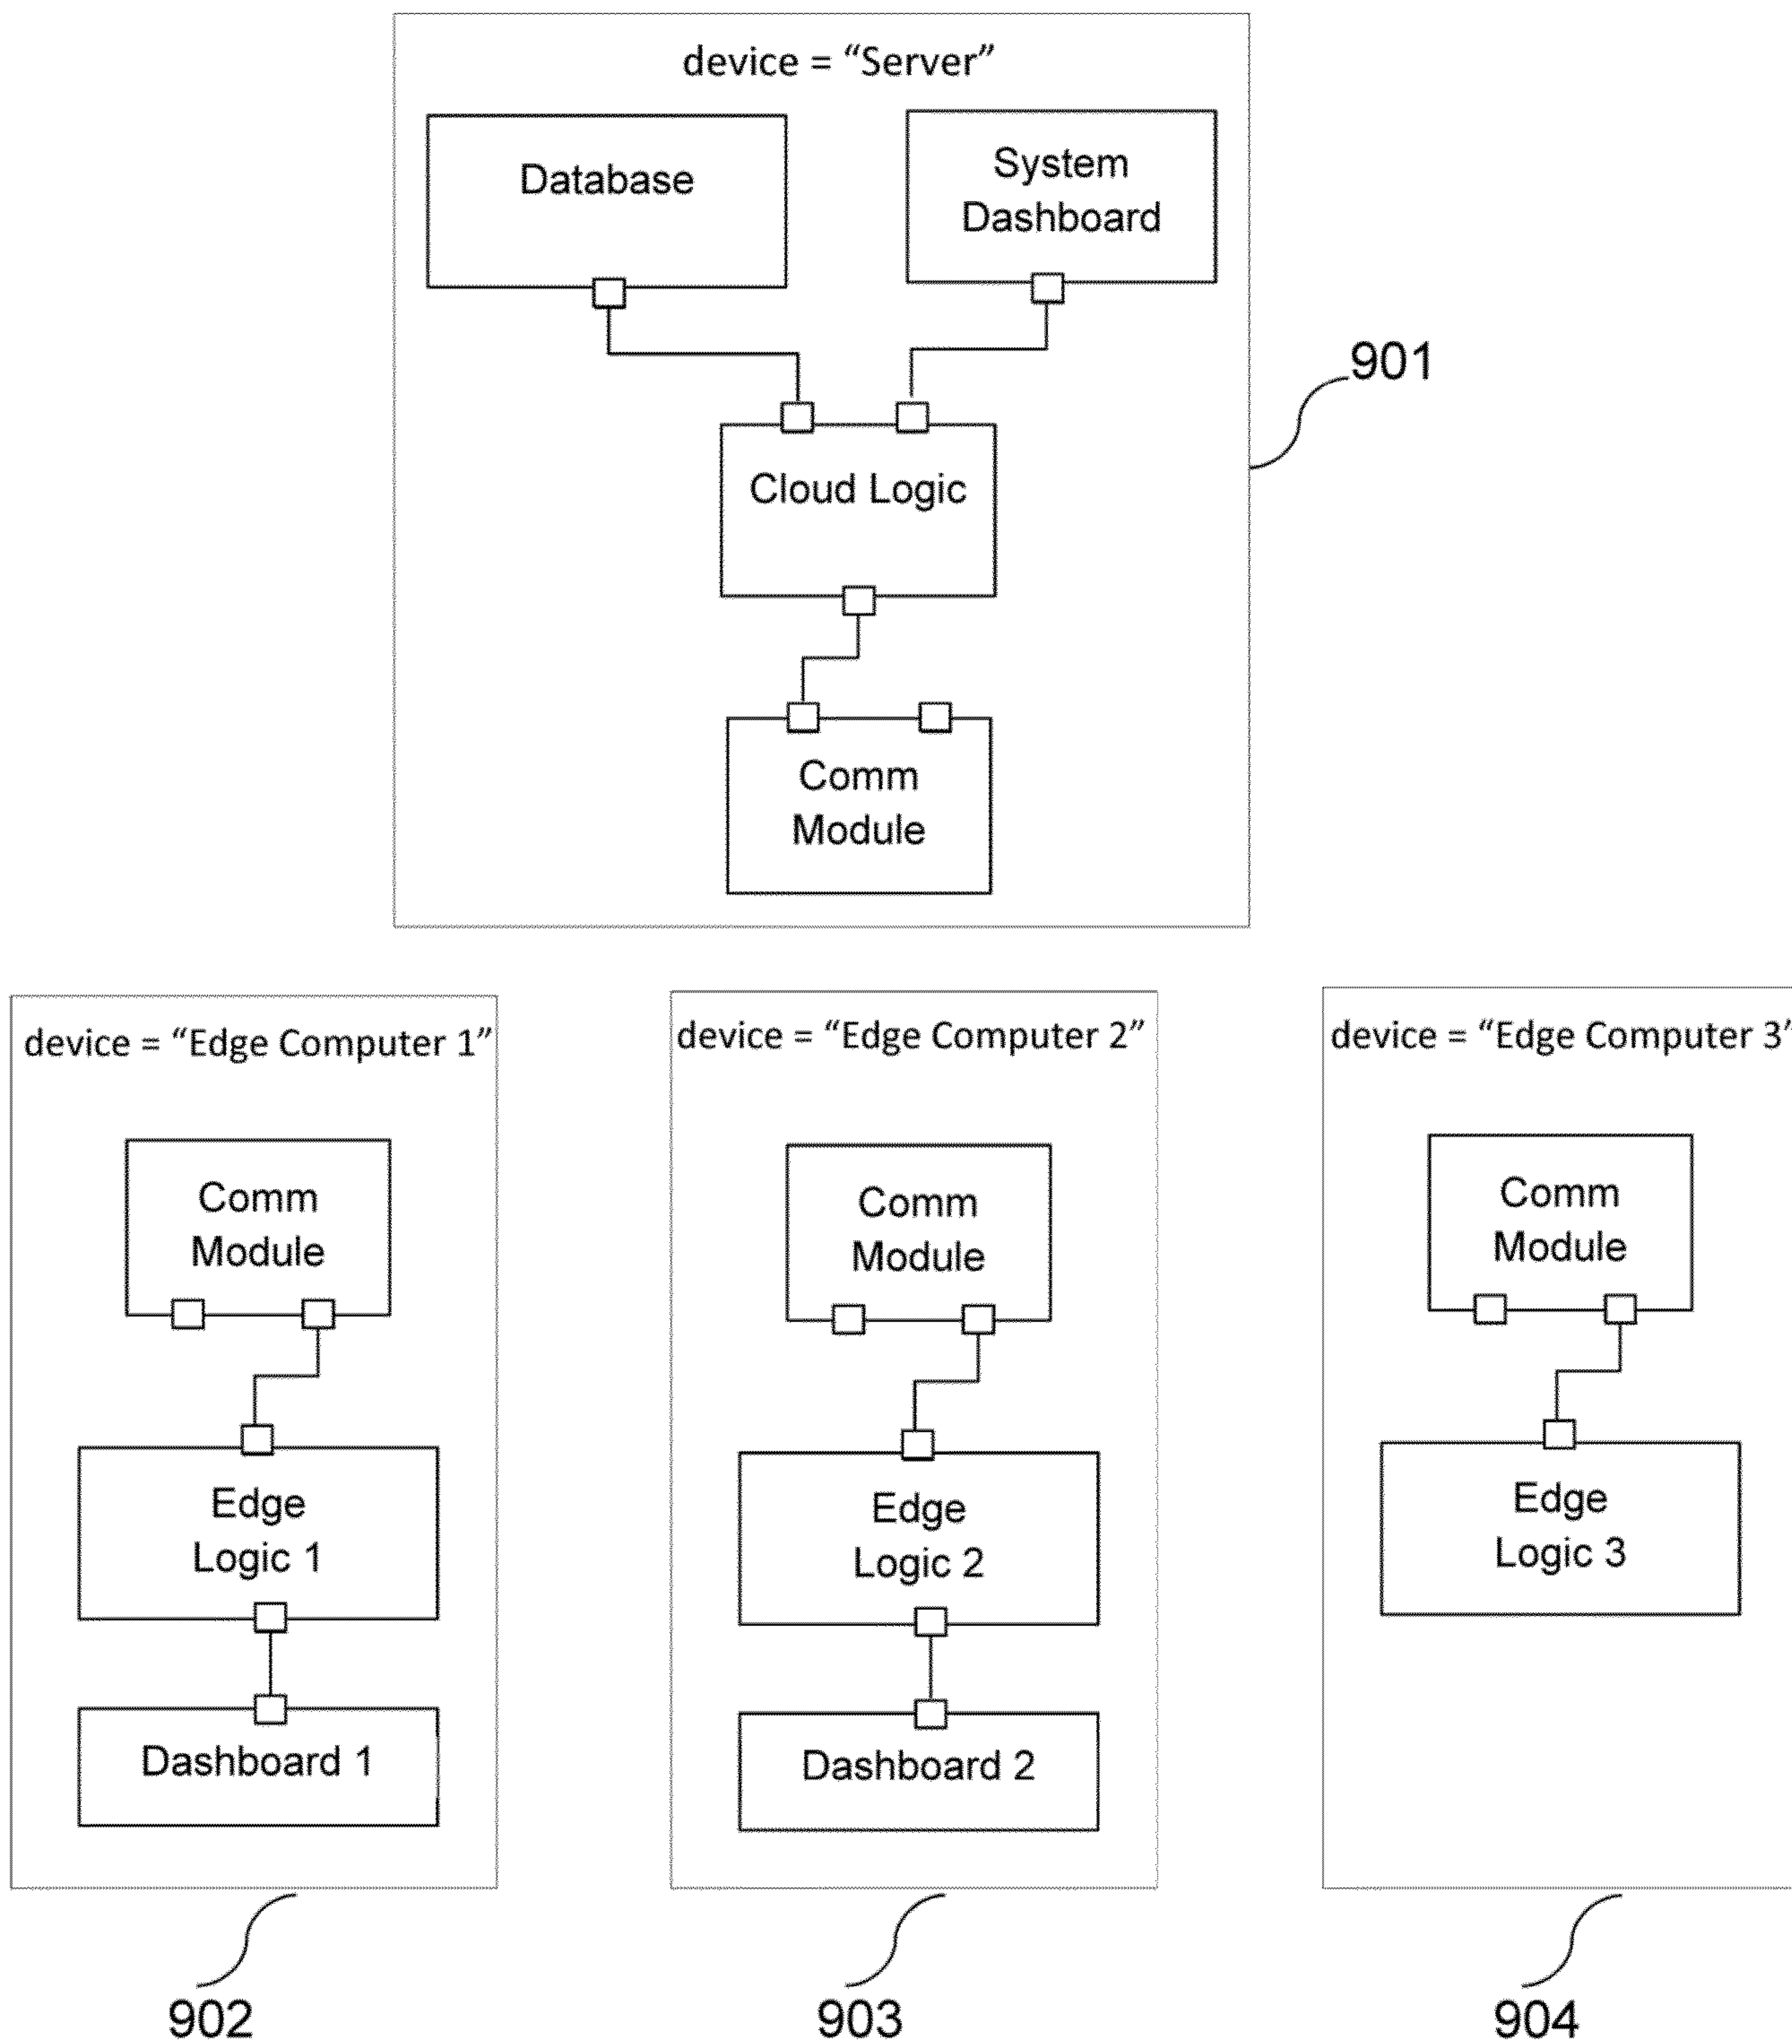 device = “Server”
Database
System
Dashboard
901
Cloud Logic
Comm
Module
device = “Edge Computer 1”
device = “Edge Computer 2”
device = “Edge Computer 3”
Comm
Module
Comm
Module
Comm
Module
Edge
Logic 1
Edge
Logic 2
Edge
Logic 3
Dashboard 1
Dashboard 2
902
903
904